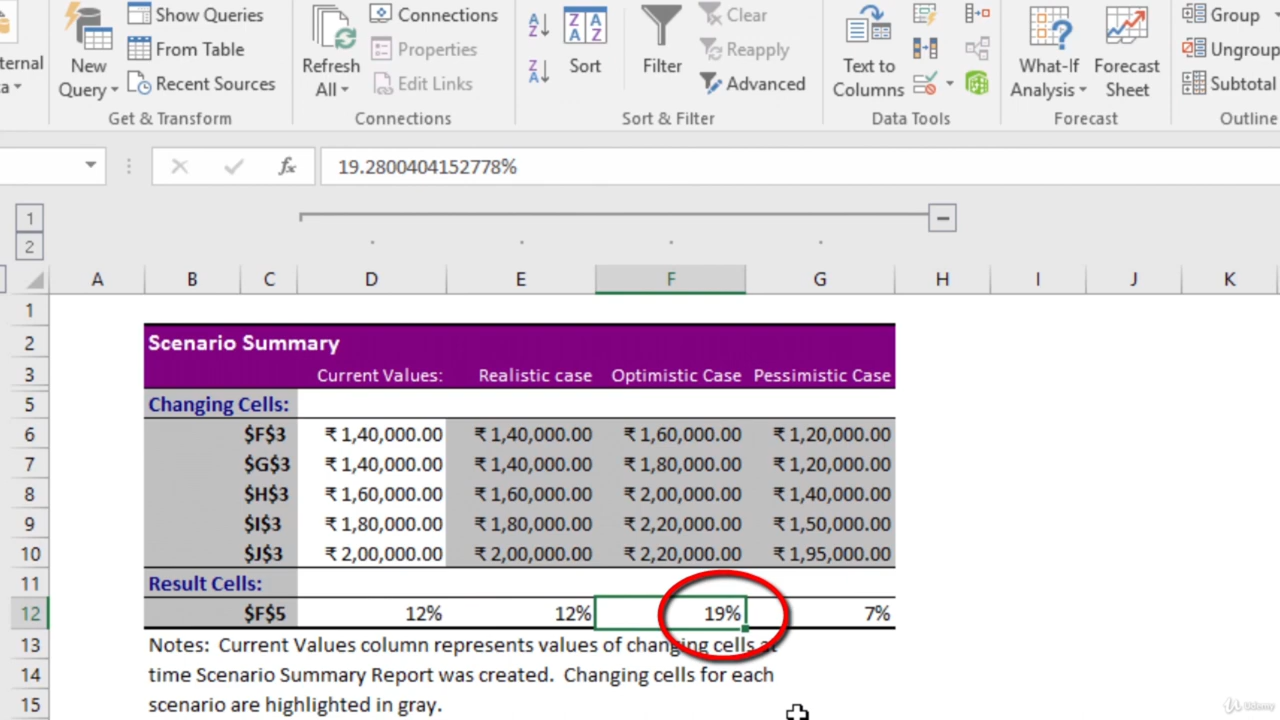 Show Queries
From Table
Recent Sources
New Query
Get & Transform
Refresh All
Connections
Properties
Edit Links
Connections
A Z
Z A
Z A A Z
Sort
Filter
Clear
Reapply
Advanced
Sort & Filter
Text to Columns
Data Tools
What-If Analysis
Forecast Sheet
Forecast
Group
Subtotal
Outline
fx 19.2800404152778%
1
2
A B C D E F G H I J K
1
2 Scenario Summary
3 Current Values: Realistic case Optimistic Case Pessimistic Case
5 Changing Cells:
6 $F$3 ₹ 1,40,000.00 ₹ 1,40,000.00 ₹ 1,60,000.00 ₹ 1,20,000.00
7 $G$3 ₹ 1,40,000.00 ₹ 1,40,000.00 ₹ 1,80,000.00 ₹ 1,20,000.00
8 $H$3 ₹ 1,60,000.00 ₹ 1,60,000.00 ₹ 2,00,000.00 ₹ 1,40,000.00
9 $I$3 ₹ 1,80,000.00 ₹ 1,80,000.00 ₹ 2,20,000.00 ₹ 1,50,000.00
10 $J$3 ₹ 2,00,000.00 ₹ 2,00,000.00 ₹ 2,20,000.00 ₹ 1,95,000.00
11 Result Cells:
12 $F$5 12% 12% 19% 7%
13 Notes: Current Values column represents values of changing cells at
14 time Scenario Summary Report was created. Changing cells for each
15 scenario are highlighted in gray.
Udemy